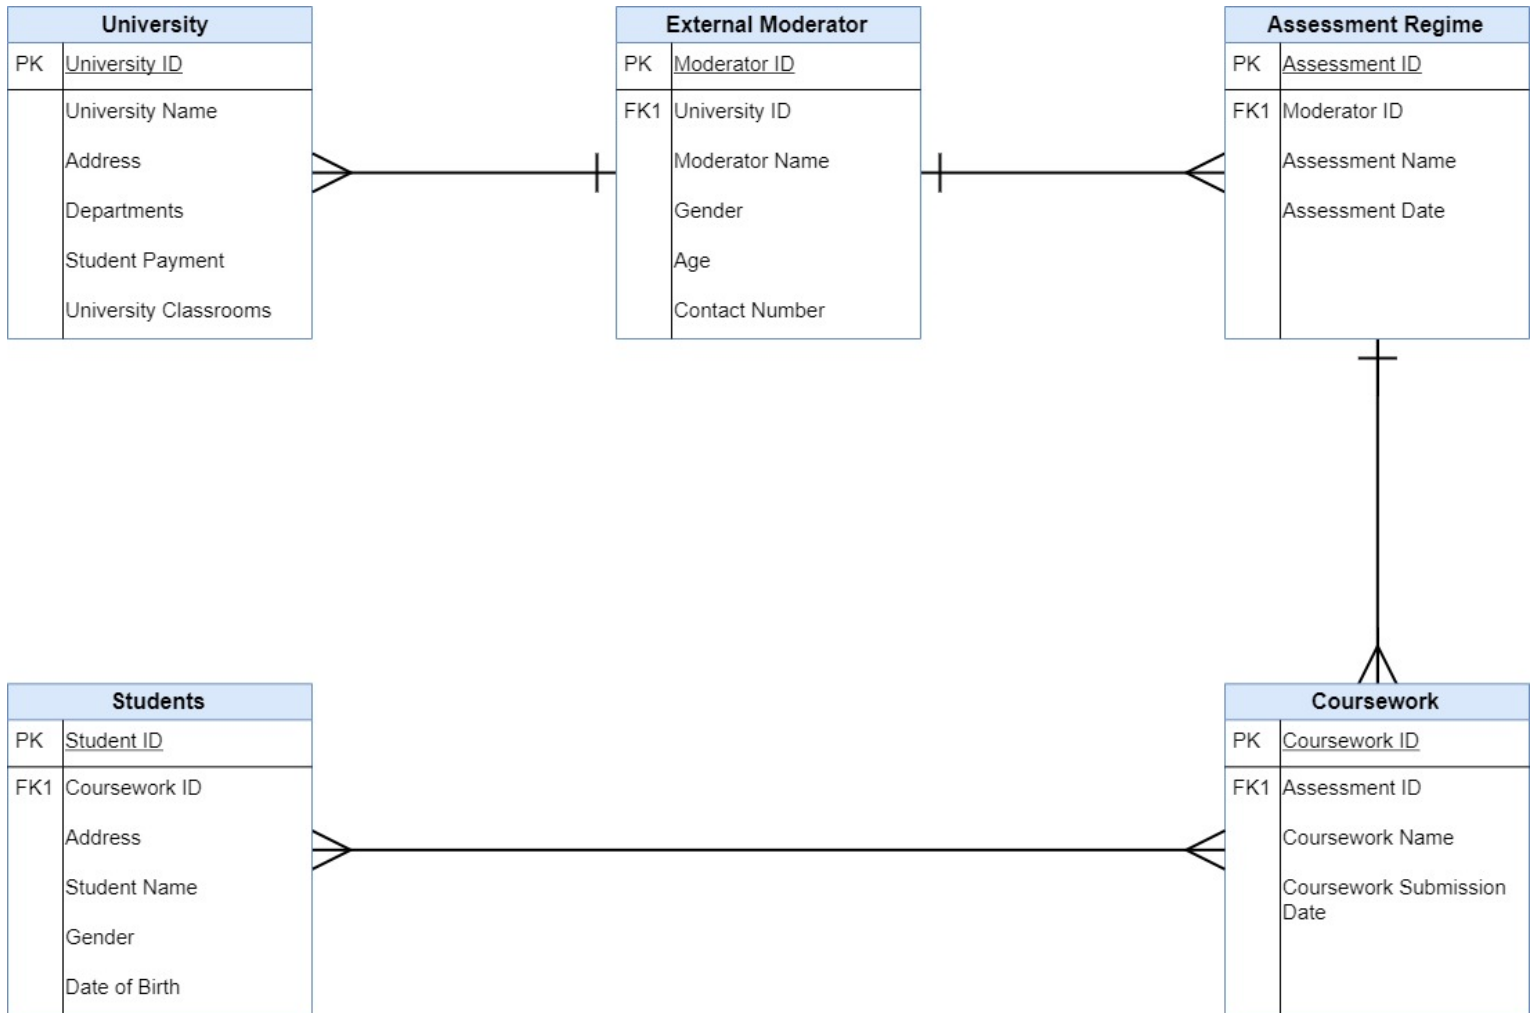 University
PK University ID
University Name
Address
Departments
Student Payment
University Classrooms
External Moderator
PK Moderator ID
FK1 University ID
Moderator Name
Gender
Age
Contact Number
Assessment Regime
PK Assessment ID
FK1 Moderator ID
Assessment Name
Assessment Date
Students
PK Student ID
FK1 Coursework ID
Address
Student Name
Gender
Date of Birth
Coursework
PK Coursework ID
FK1 Assessment ID
Coursework Name
Coursework Submission
Date